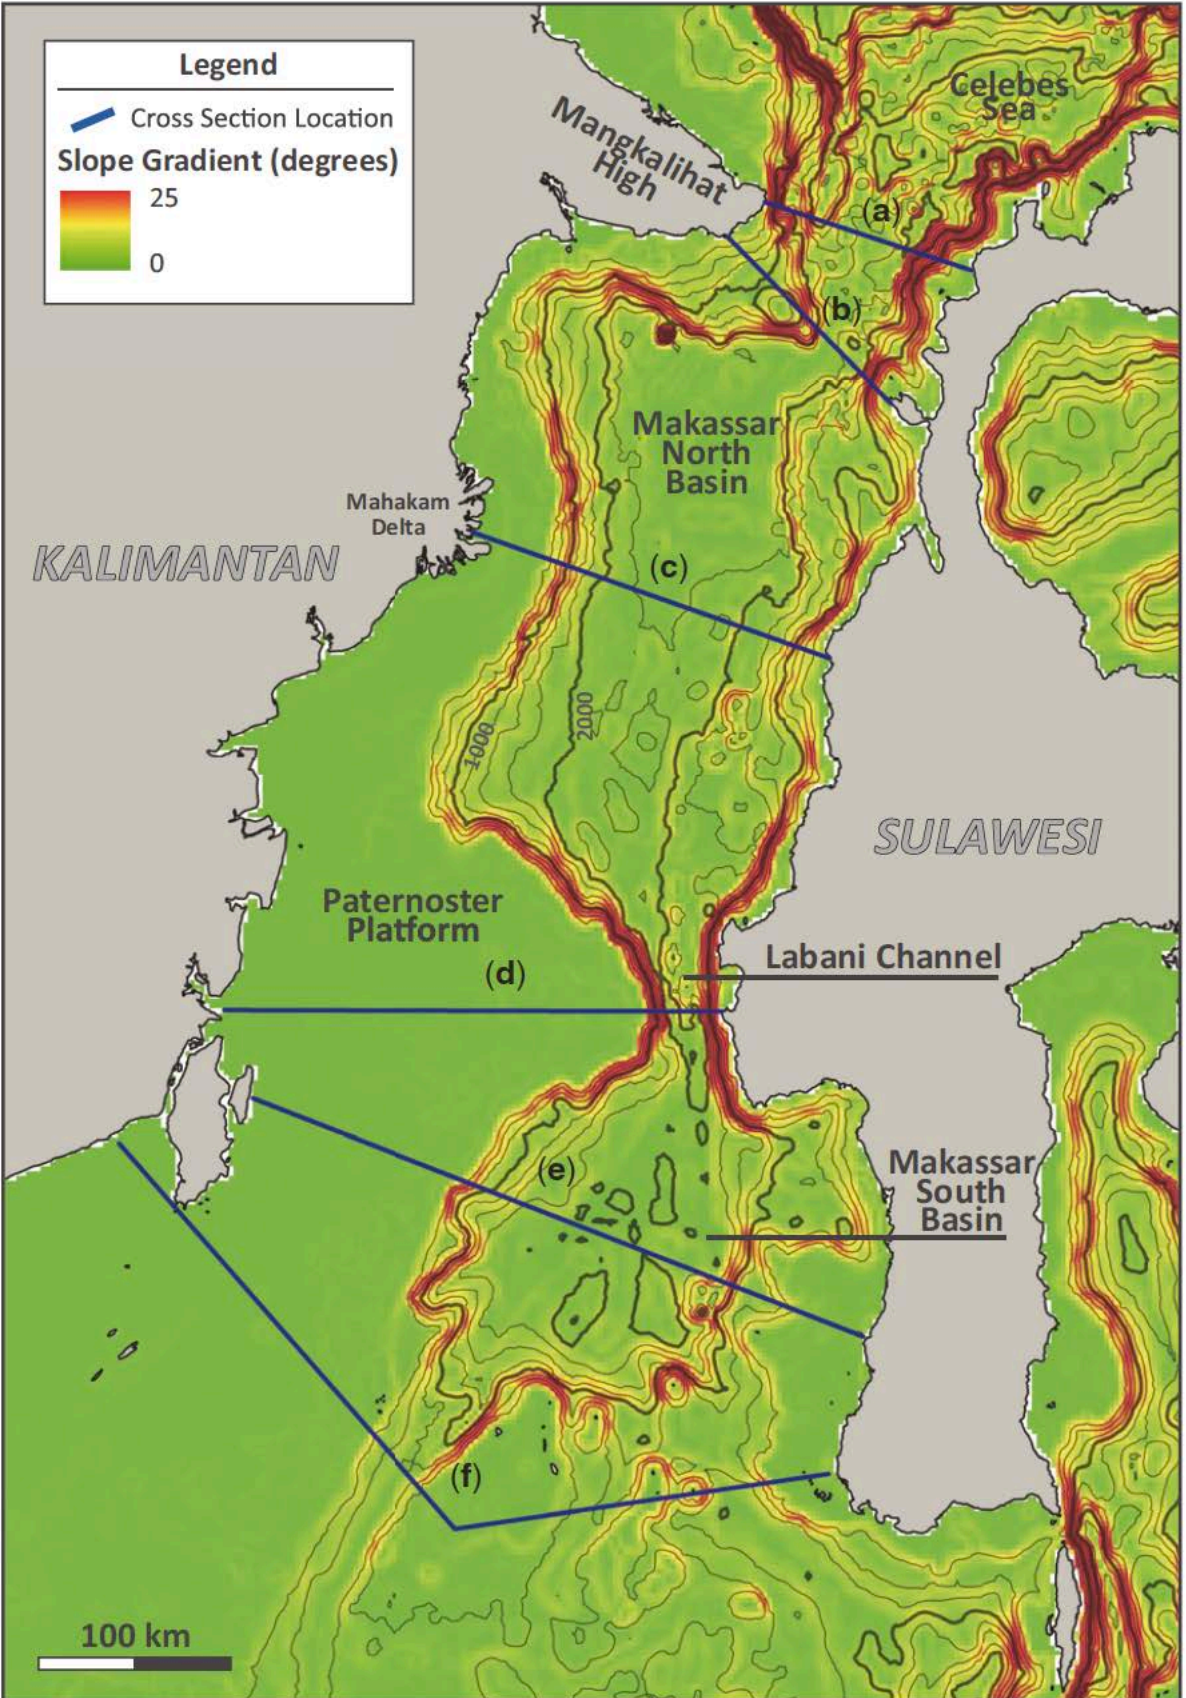 Legend
Cross Section Location
Slope Gradient (degrees)
25
0
Celebes
Sea
Mangkalihat
High
(a)
(b)
Makassar
North
Basin
Mahakam
Delta
KALIMANTAN
(c)
2000
1000
SULAWESI
Paternoster
Platform
Labani Channel
(d)
Makassar
South
Basin
(e)
(f)
100 km